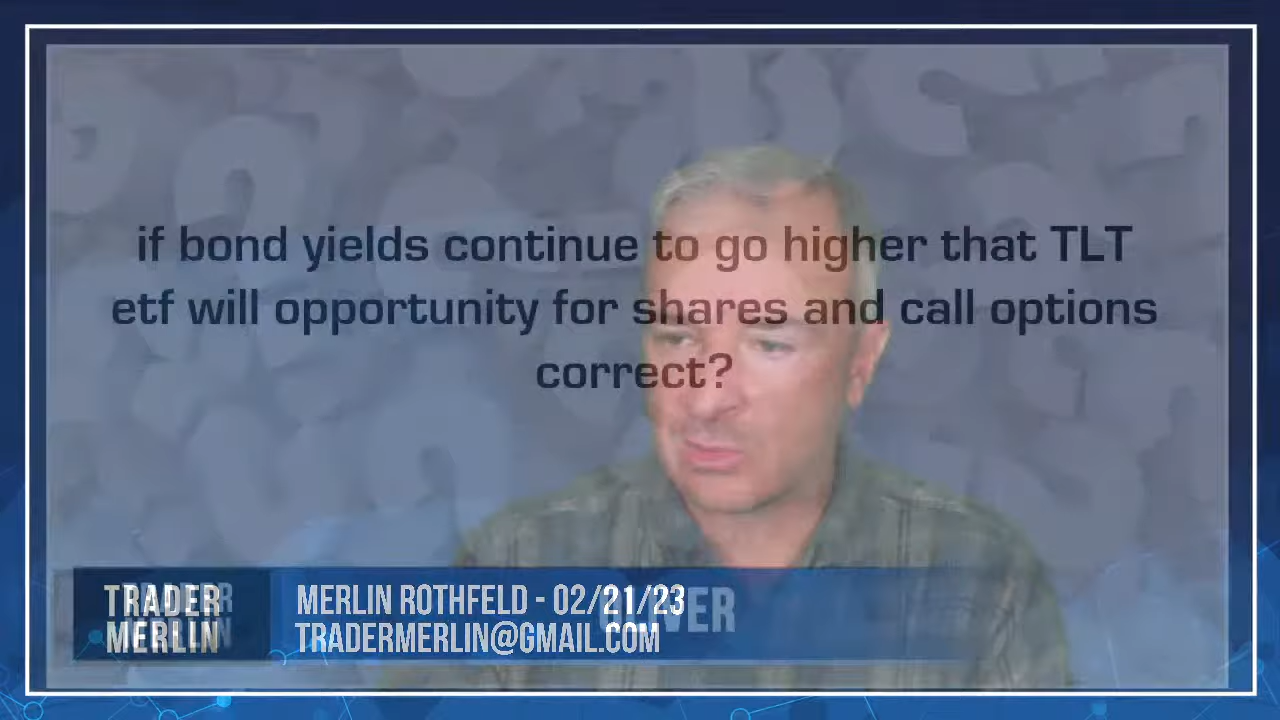 if bond yields continue to go higher that TLT
etf will opportunity for shares and call options
correct?
TRADER
MERLIN
MERLIN ROTHFELD - 02/21/23
TRADERMERLIN@GMAIL.COM